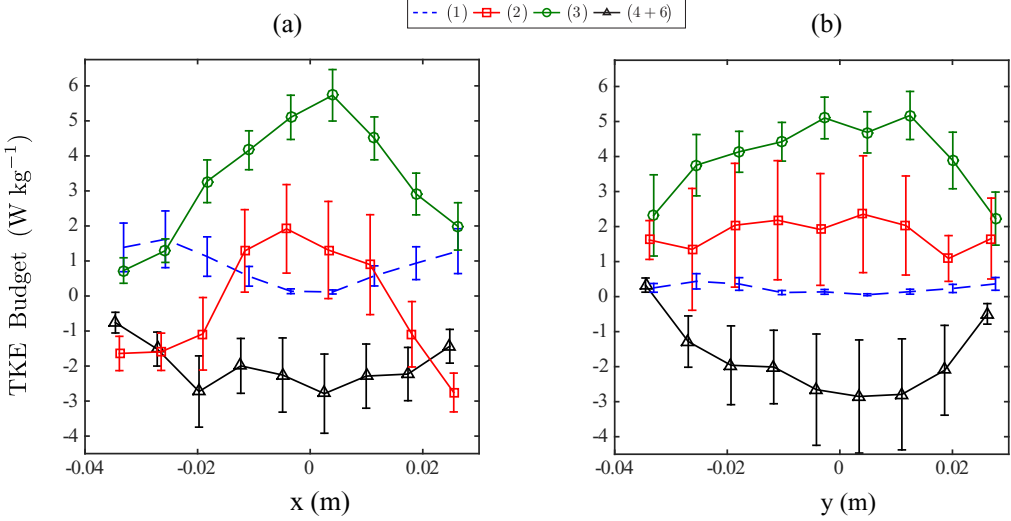 (a)
(1) (2) (3) (4 + 6)
(b)
TKE Budget (W kg⁻¹)
6
5
4
3
2
1
0
-1
-2
-3
-4
-0.04 -0.02 0 0.02
x (m)
6
5
4
3
2
1
0
-1
-2
-3
-4
-0.04 -0.02 0 0.02
y (m)